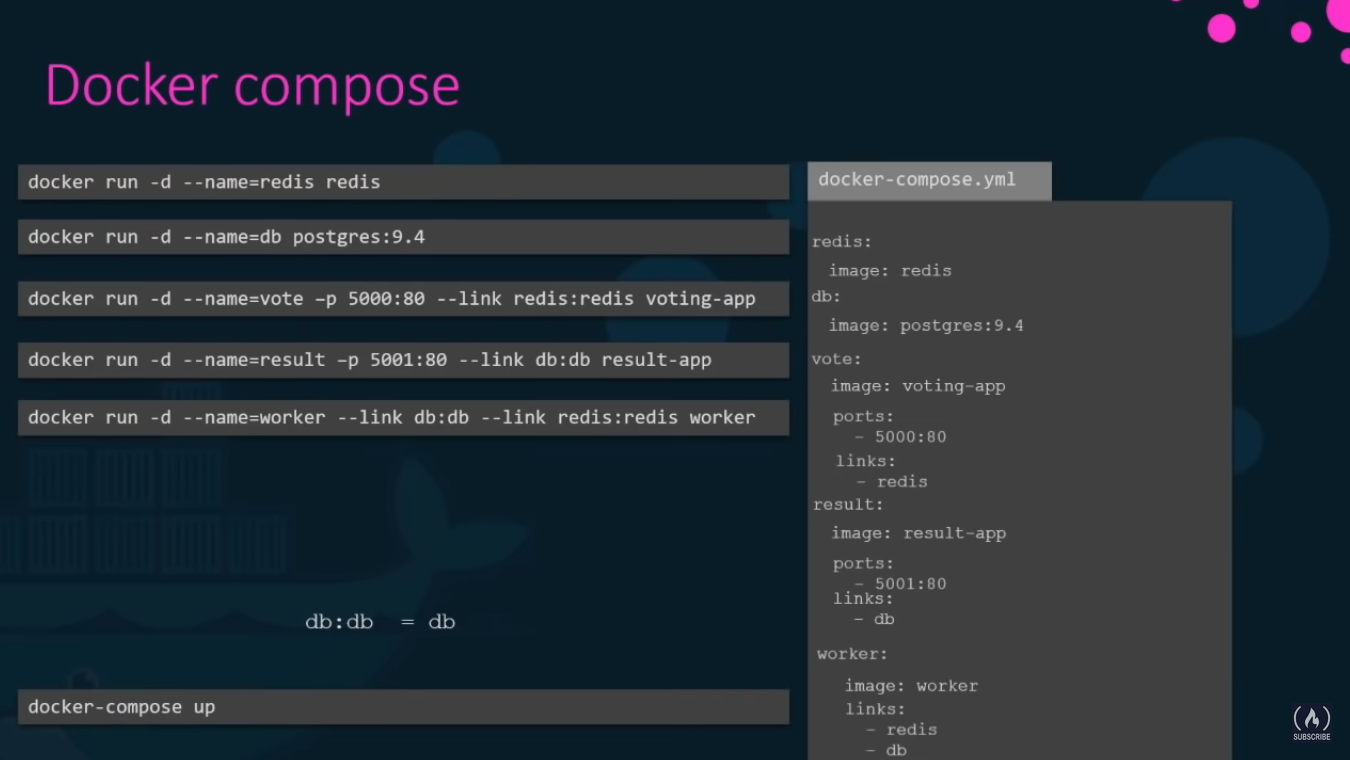 Docker compose
docker run -d --name=redis redis
docker run -d --name=db postgres:9.4
docker run -d --name=vote –p 5000:80 --link redis:redis voting-app
docker run -d --name=result –p 5001:80 --link db:db result-app
docker run -d --name=worker --link db:db --link redis:redis worker
db:db = db
docker-compose up
docker-compose.yml
redis:
image: redis
db:
image: postgres:9.4
vote:
image: voting-app
ports:
- 5000:80
links:
- redis
result:
image: result-app
ports:
- 5001:80
links:
- db
worker:
image: worker
links:
- redis
- db
SUBSCRIBE